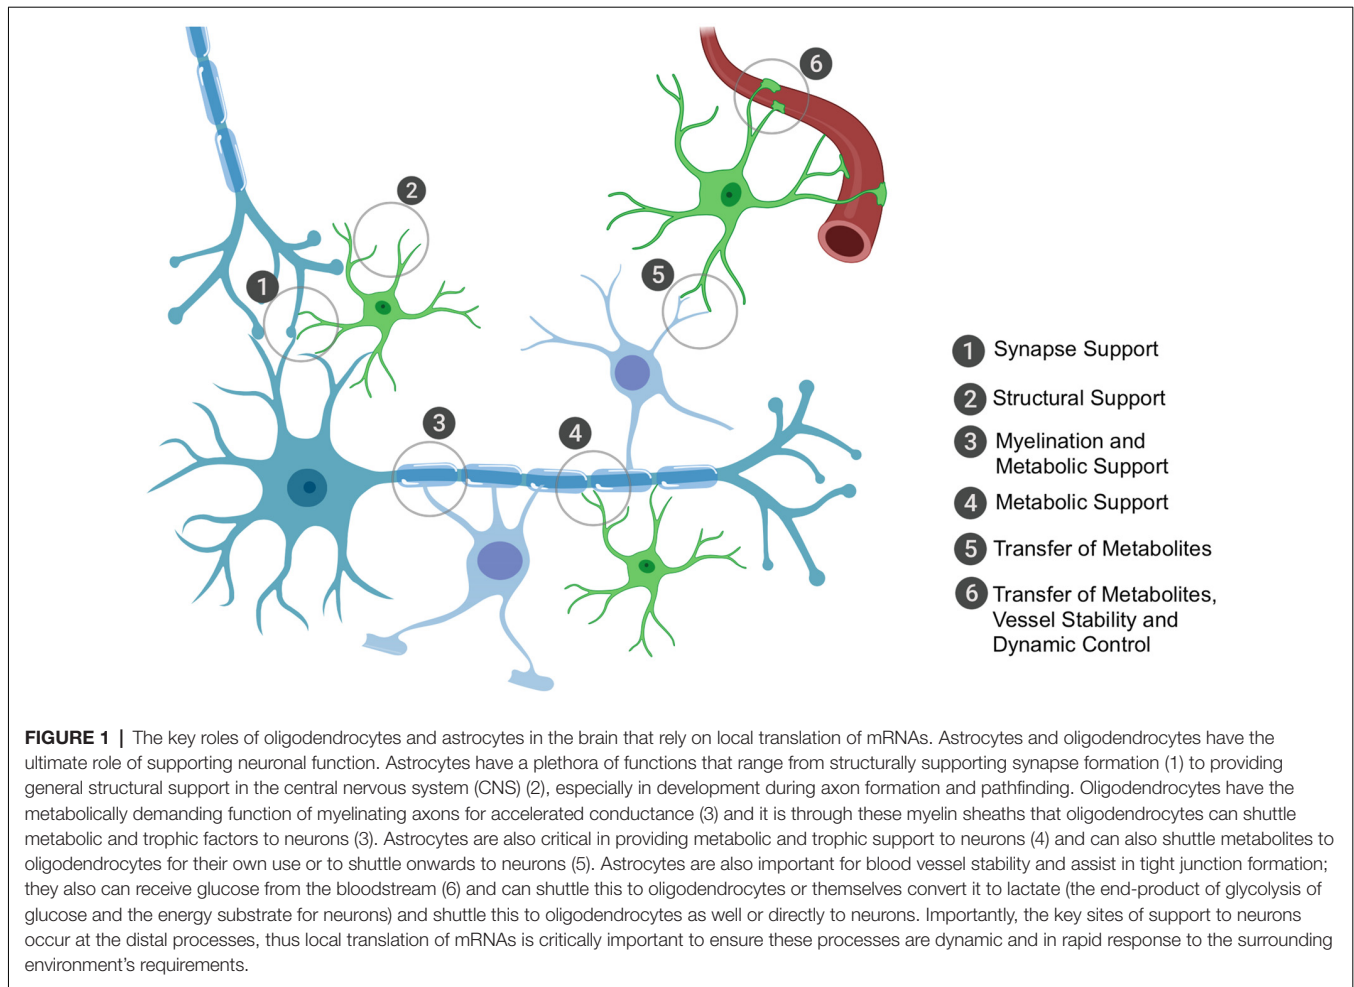 6
2
5
1
3
4
1 Synapse Support
2 Structural Support
3 Myelination and
Metabolic Support
4 Metabolic Support
5 Transfer of Metabolites
6 Transfer of Metabolites,
Vessel Stability and
Dynamic Control
FIGURE 1 | The key roles of oligodendrocytes and astrocytes in the brain that rely on local translation of mRNAs. Astrocytes and oligodendrocytes have the
ultimate role of supporting neuronal function. Astrocytes have a plethora of functions that range from structurally supporting synapse formation (1) to providing
general structural support in the central nervous system (CNS) (2), especially in development during axon formation and pathfinding. Oligodendrocytes have the
metabolically demanding function of myelinating axons for accelerated conductance (3) and it is through these myelin sheaths that oligodendrocytes can shuttle
metabolic and trophic factors to neurons (3). Astrocytes are also critical in providing metabolic and trophic support to neurons (4) and can also shuttle metabolites to
oligodendrocytes for their own use or to shuttle onwards to neurons (5). Astrocytes are also important for blood vessel stability and assist in tight junction formation;
they also can receive glucose from the bloodstream (6) and can shuttle this to oligodendrocytes or themselves convert it to lactate (the end-product of glycolysis of
glucose and the energy substrate for neurons) and shuttle this to oligodendrocytes as well or directly to neurons. Importantly, the key sites of support to neurons
occur at the distal processes, thus local translation of mRNAs is critically important to ensure these processes are dynamic and in rapid response to the surrounding
environment's requirements.